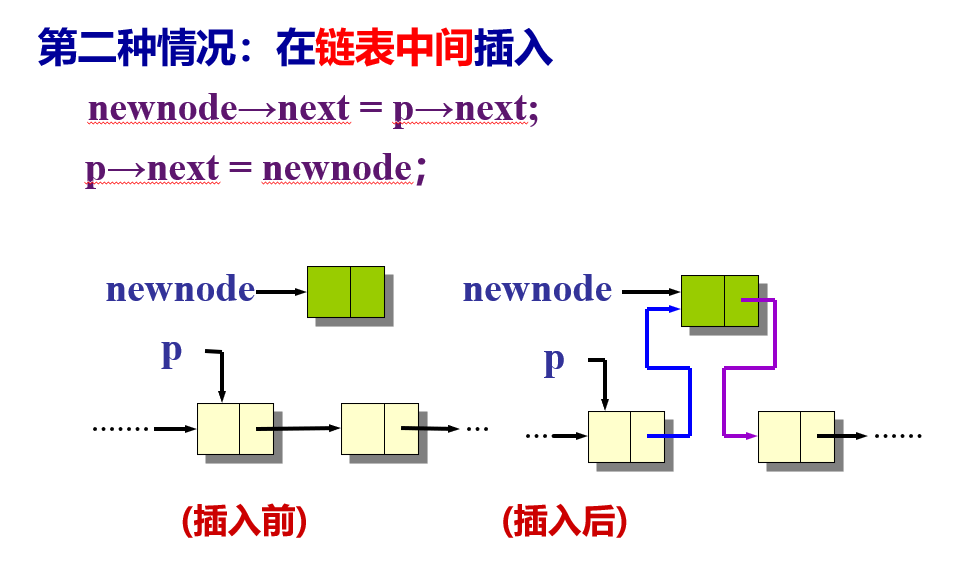 第二种情况：在链表中间插入
newnode→next = p→next;
p→next = newnode；
newnode
newnode
p
p
·······
···
····
······
(插入前)
(插入后)